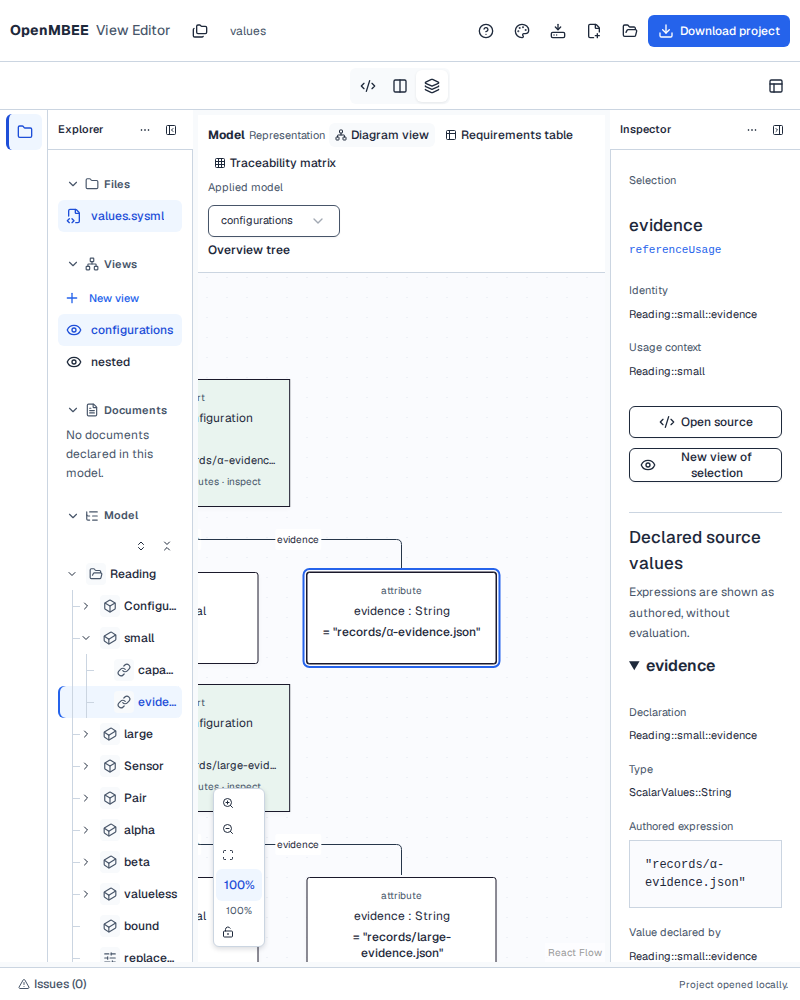 OpenMBEE View Editor
values
Download project
Explorer
Files
values.sysml
Views
New view
configurations
nested
Documents
No documents
declared in this
model.
Model
Reading
Configu...
small
capa...
evide...
large
Sensor
Pair
alpha
beta
valueless
bound
replace...
Model Representation Diagram view Requirements table
Traceability matrix
Applied model
configurations
Overview tree
rt
figuration
rds/α-evidenc...
utes · inspect
evidence
al
attribute
evidence : String
= "records/α-evidence.json"
figuration
rds/large-evid...
utes · inspect
evidence
al
attribute
evidence : String
= "records/large-
evidence.json"
100%
100%
React Flow
Inspector
Selection
evidence
referenceUsage
Identity
Reading::small::evidence
Usage context
Reading::small
Open source
New view of
selection
Declared source
values
Expressions are shown as
authored, without
evaluation.
evidence
Declaration
Reading::small::evidence
Type
ScalarValues::String
Authored expression
"records/α-
evidence.json"
Value declared by
Reading::small::evidence
Issues (0)
Project opened locally.